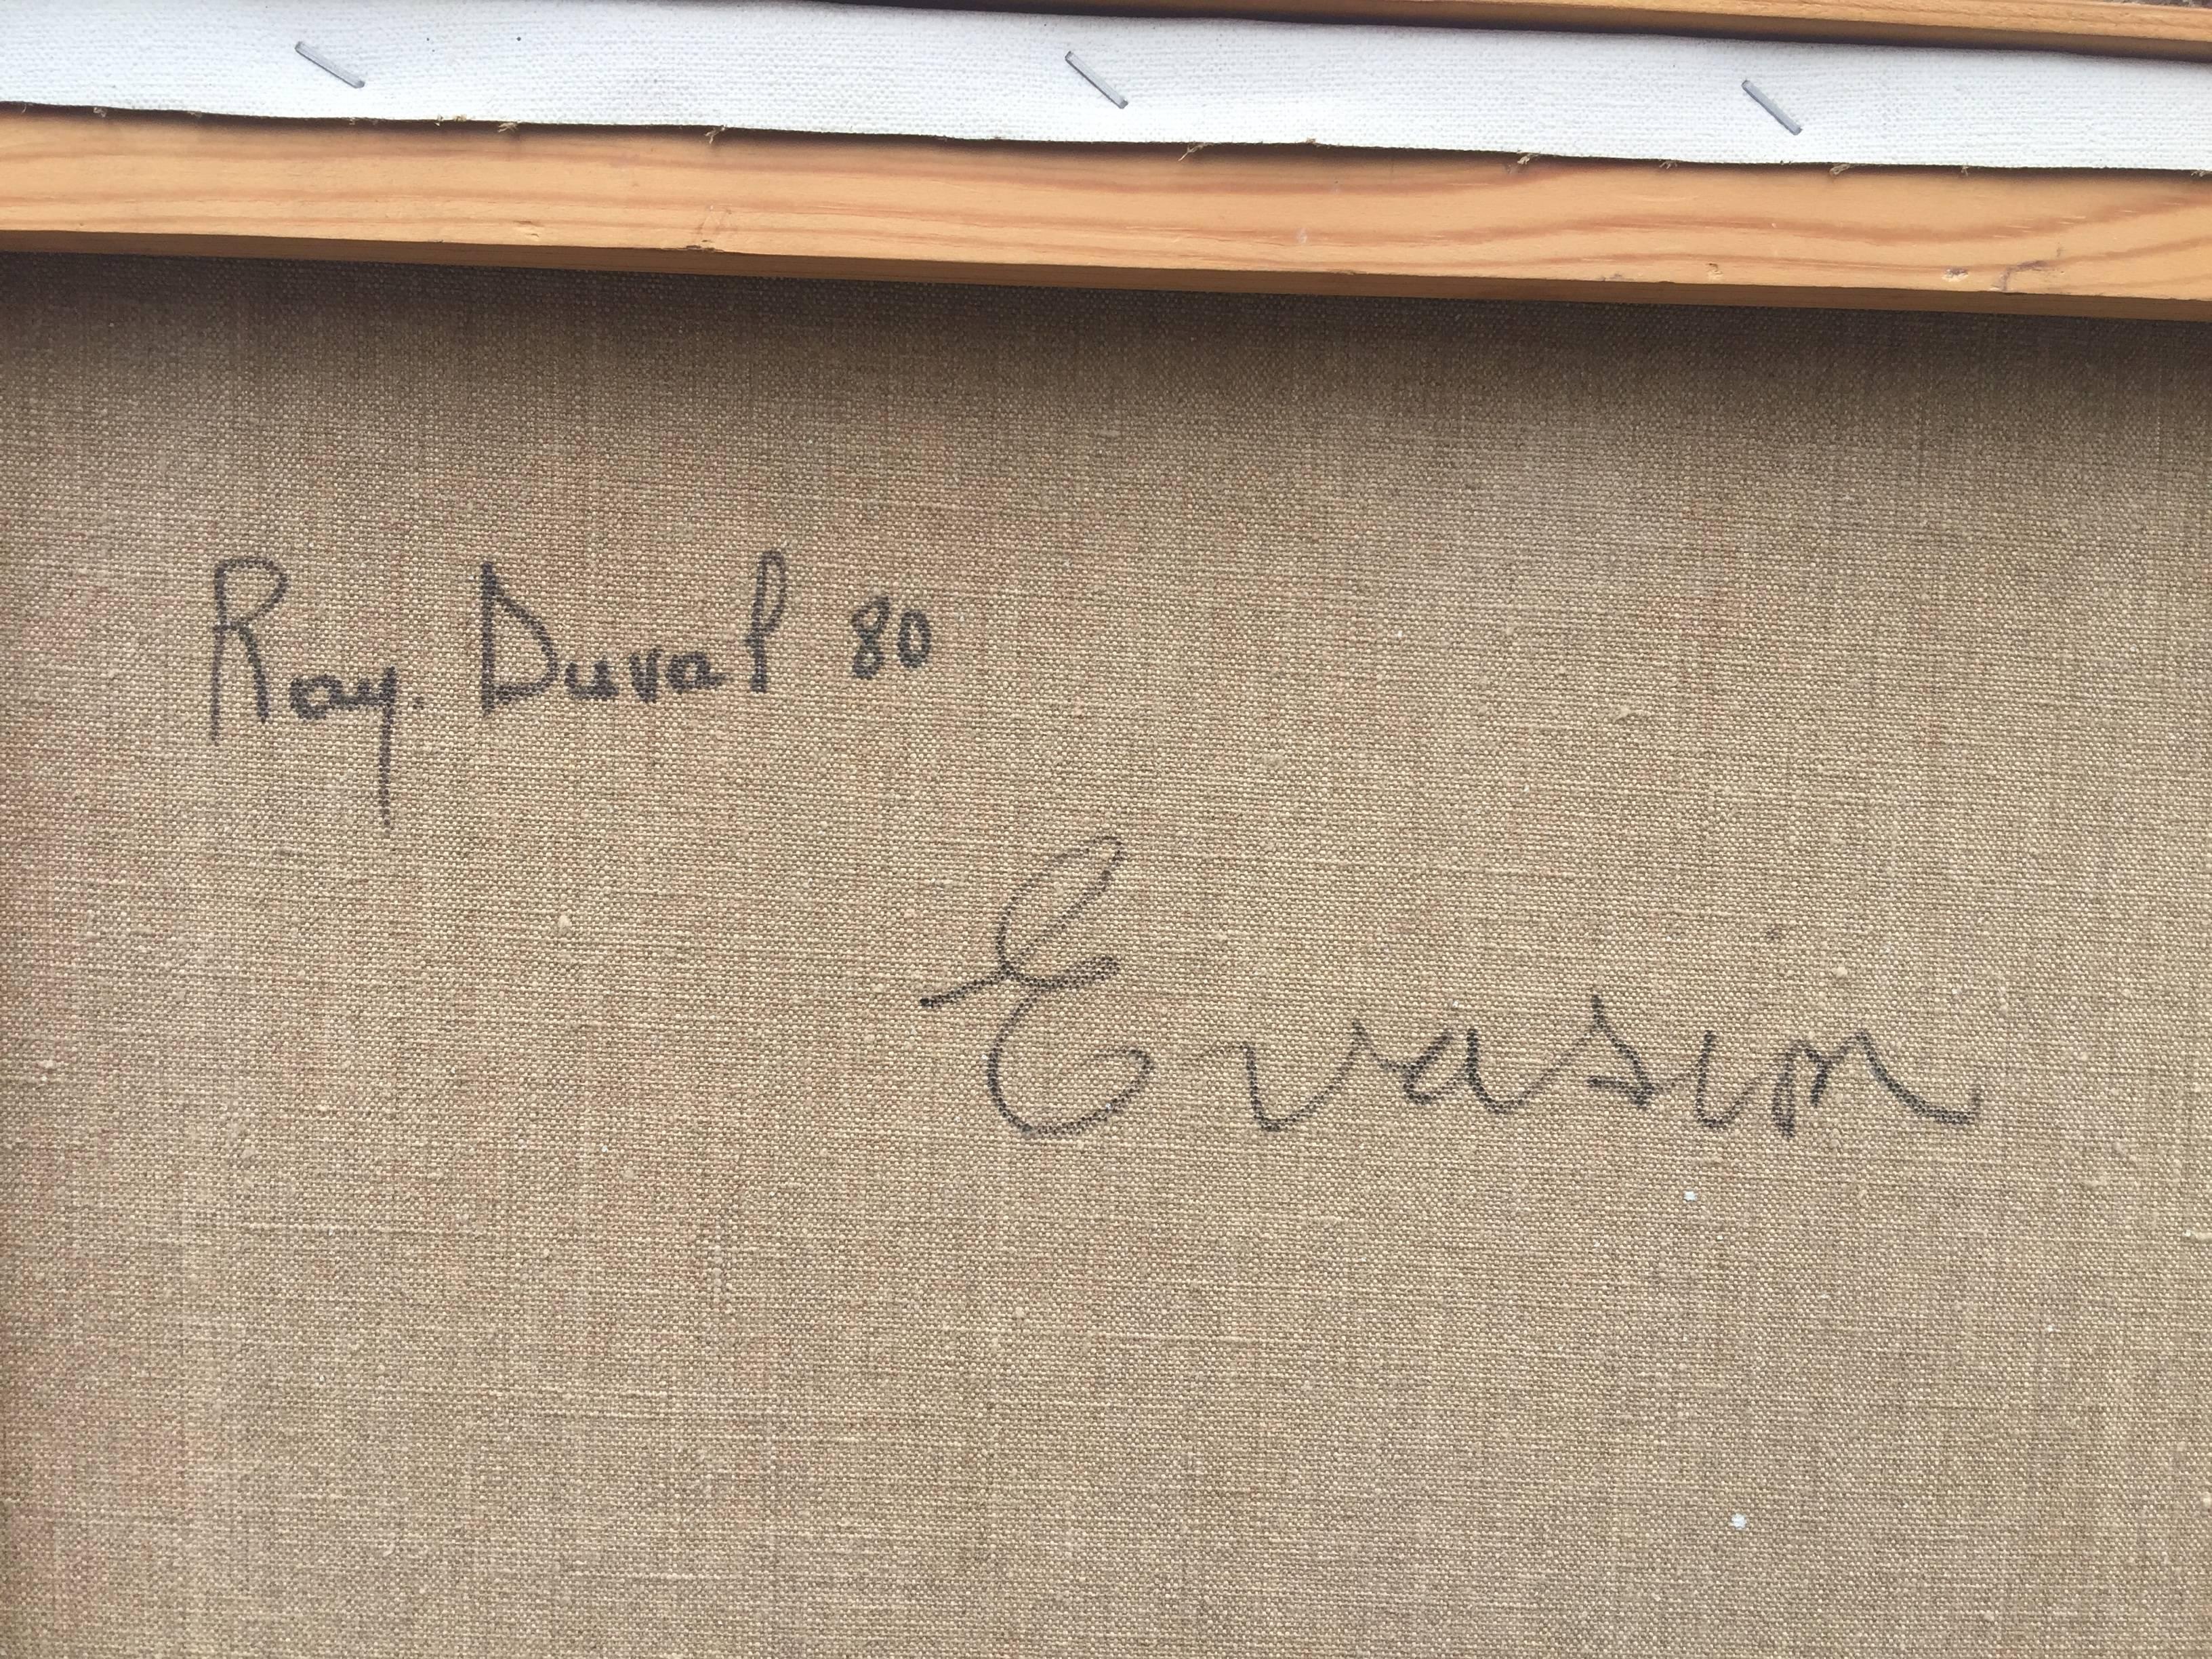 Ray. Duval 80
Evasion